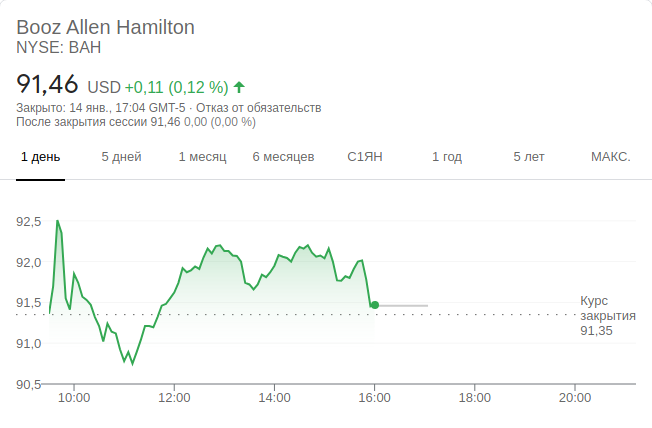 Booz Allen Hamilton
NYSE: BAH
91,46 USD +0,11 (0,12 %)
Закрыто: 14 янв., 17:04 GMT-5 · Отказ от обязательств
После закрытия сессии 91,46 0,00 (0,00 %)
1 день 5 дней 1 месяц 6 месяцев С1ЯН 1 год 5 лет МАКС.
92,5
92,0
91,5
91,0
90,5
Курс
закрытия
91,35
10:00 12:00 14:00 16:00 18:00 20:00